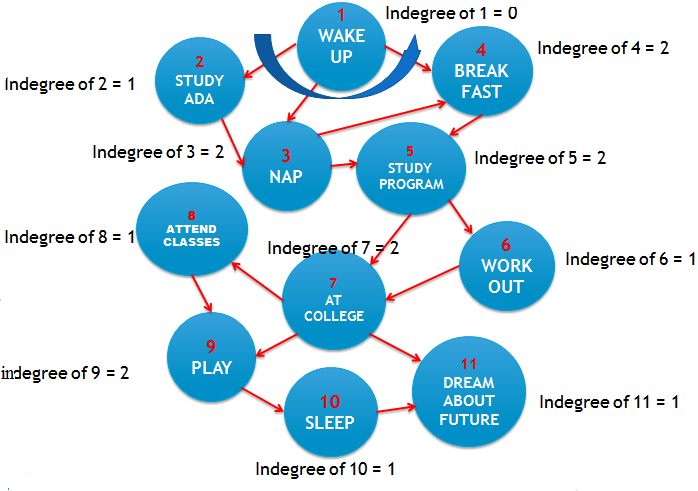 Indegree of 1 = 0
1
WAKE
UP
Indegree of 4 = 2
4
BREAK
FAST
2
STUDY
ADA
Indegree of 2 = 1
Indegree of 3 = 2
3
NAP
5
STUDY
PROGRAM
Indegree of 5 = 2
8
ATTEND
CLASSES
Indegree of 8 = 1
Indegree of 7 = 2
6
WORK
OUT
Indegree of 6 = 1
7
AT
COLLEGE
9
PLAY
indegree of 9 = 2
11
DREAM
ABOUT
FUTURE
10
SLEEP
Indegree of 11 = 1
Indegree of 10 = 1